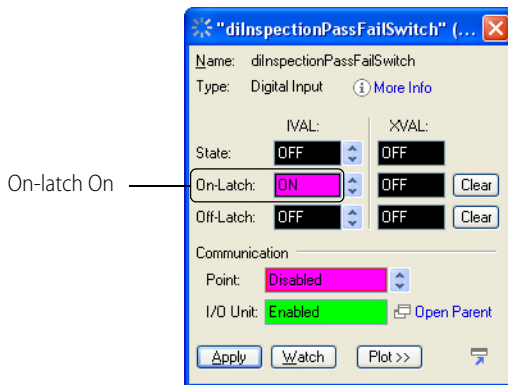 "diInspectionPassFailSwitch" (...
Name: diInspectionPassFailSwitch
Type: Digital Input More Info
IVAL: XVAL:
State: OFF OFF
On-latch On
On-Latch: ON OFF Clear
Off-Latch: OFF OFF Clear
Communication
Point: Disabled
I/O Unit: Enabled Open Parent
Apply Watch Plot >>